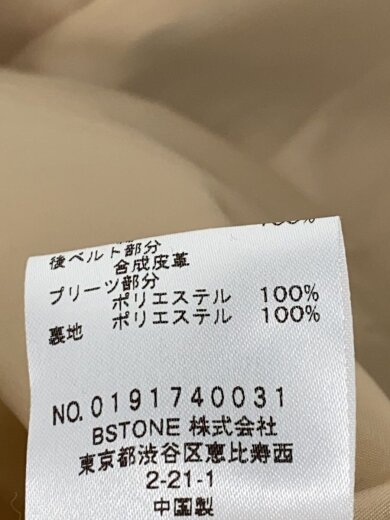 100%
後ベルト部分
合成皮革
プリーツ部分
ポリエステル 100%
裏地 ポリエステル 100%
NO.0191740031
BSTONE 株式会社
東京都渋谷区恵比寿西
2-21-1
中国製